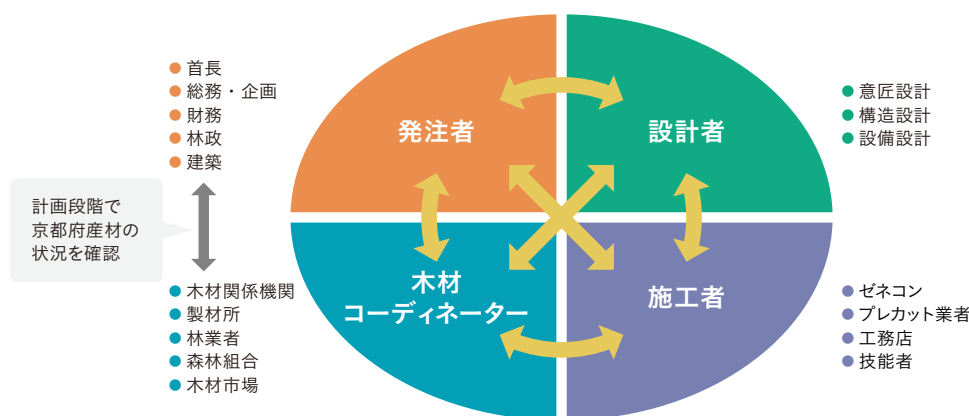 首長
総務・企画
財務
林政
建築
計画段階で
京都府産材の
状況を確認
木材関係機関
製材所
林業者
森林組合
木材市場
発注者
設計者
木材
コーディネーター
施工者
意匠設計
構造設計
設備設計
ゼネコン
プレカット業者
工務店
技能者